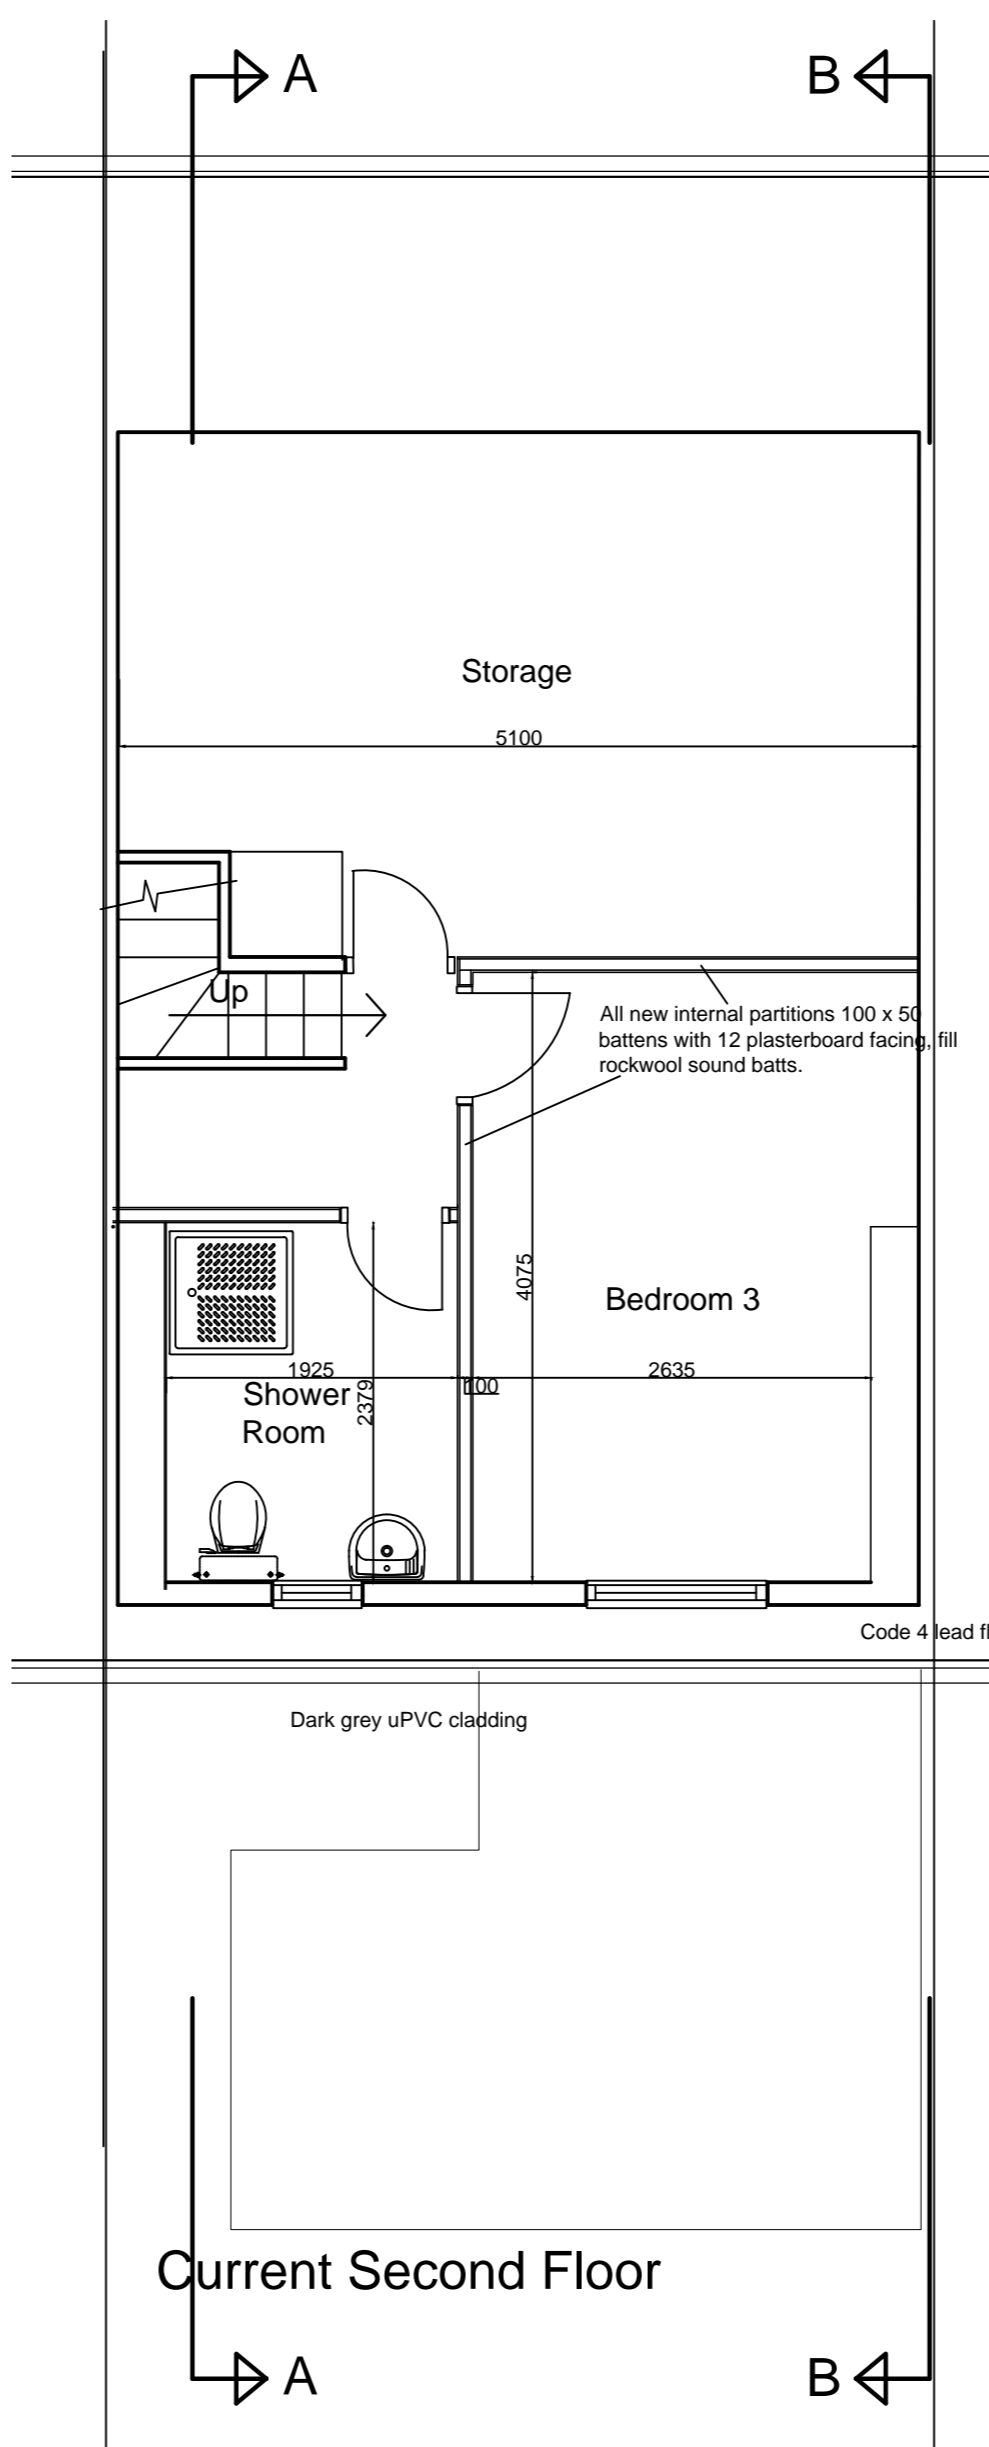 A
B
Storage
5100
Up
All new internal partitions 100 x 50
battens with 12 plasterboard facing, fill
rockwool sound batts.
4075
Bedroom 3
1925
100
2635
Shower
Room
2379
Code 4 lead fl
Dark grey uPVC cladding
Current Second Floor
A
B